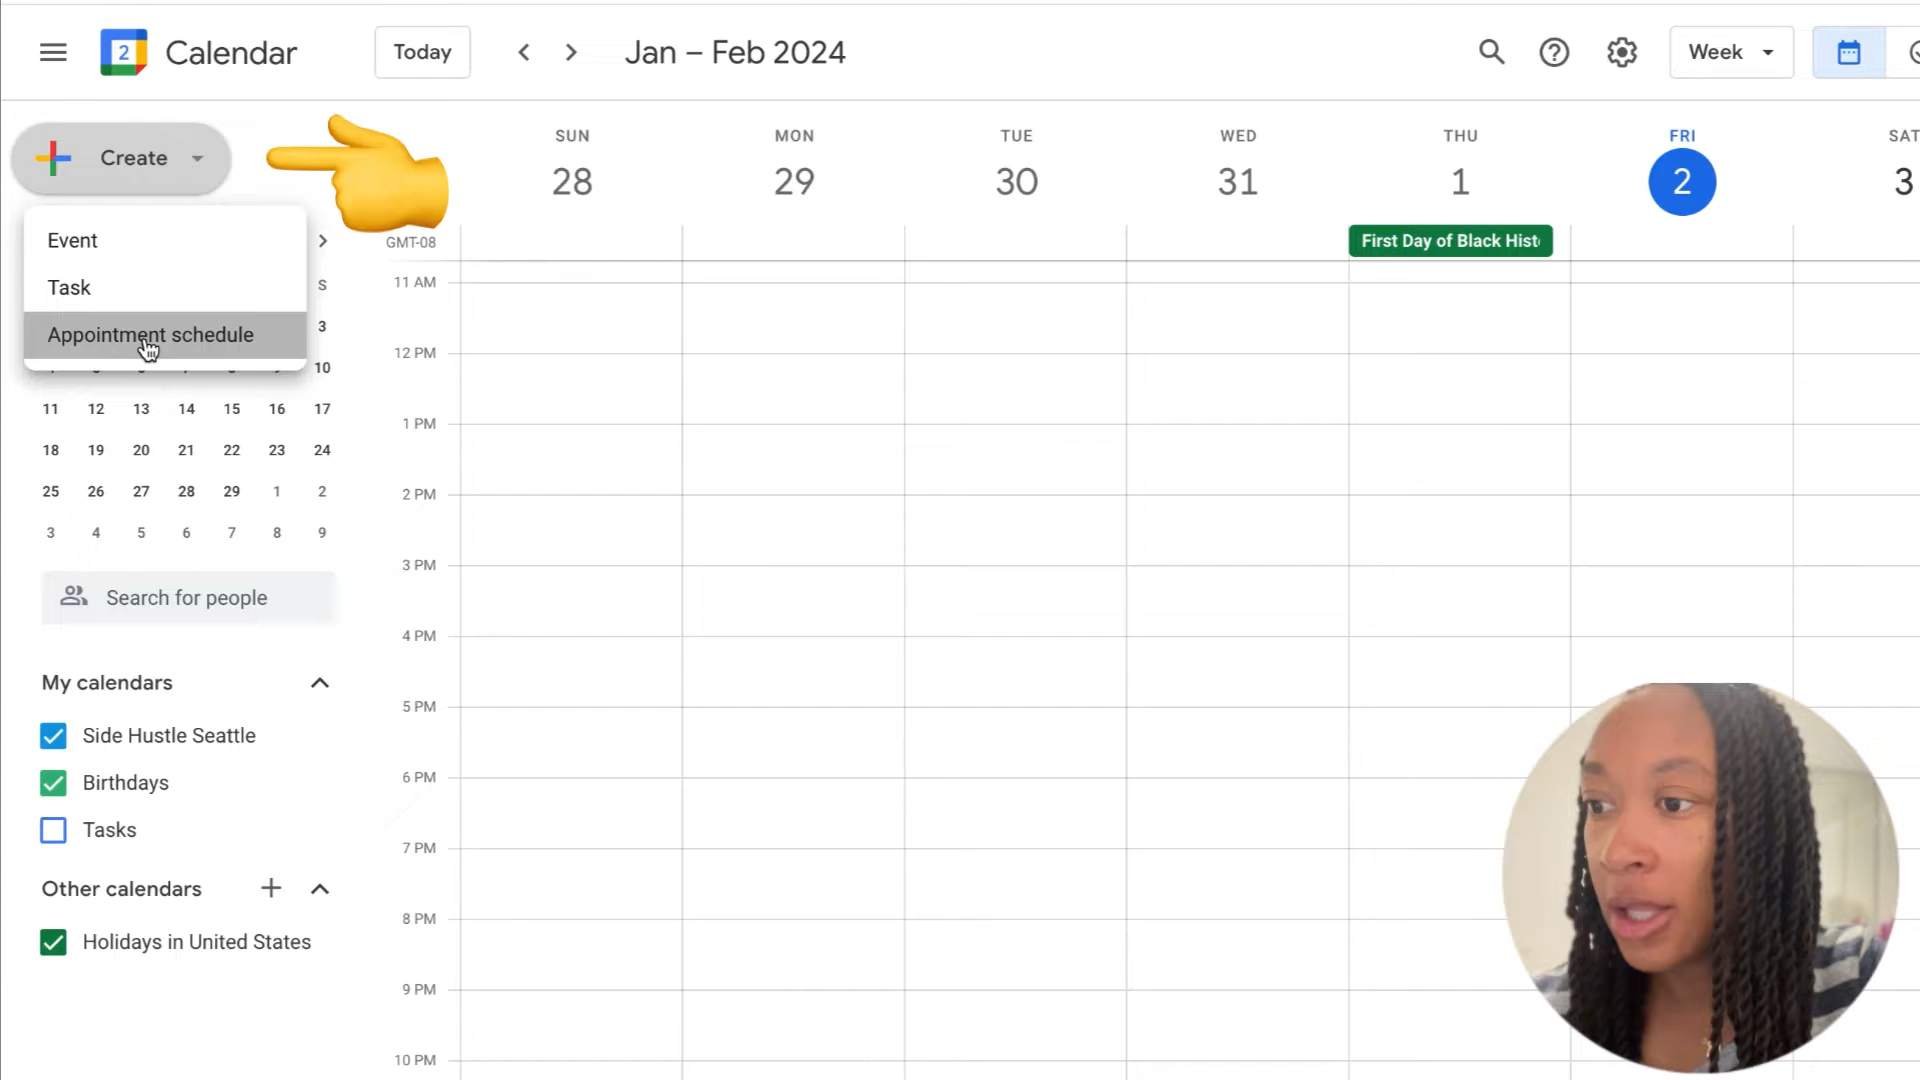 2 Calendar Today Jan – Feb 2024 Week
Create
SUN MON TUE WED THU FRI SAT
28 29 30 31 1 2 3
Event
GMT-08
First Day of Black Hist
Task
S
11 AM
Appointment schedule
3
12 PM
10
11 12 13 14 15 16 17
1 PM
18 19 20 21 22 23 24
25 26 27 28 29 1 2
2 PM
3 4 5 6 7 8 9
3 PM
Search for people
4 PM
My calendars
5 PM
Side Hustle Seattle
Birthdays
6 PM
Tasks
7 PM
Other calendars
8 PM
Holidays in United States
9 PM
10 PM